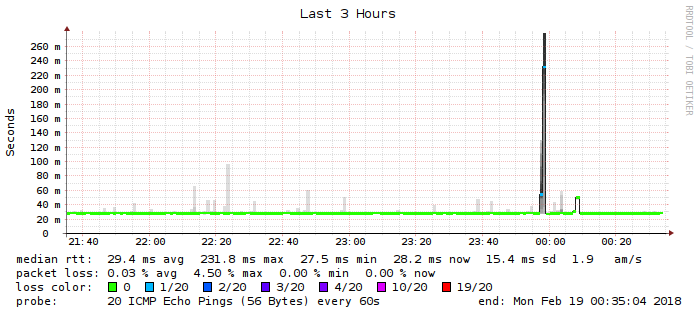 Last 3 Hours
RRDTOOL / TOBI OETIKER
Seconds
260 m
240 m
220 m
200 m
180 m
160 m
140 m
120 m
100 m
80 m
60 m
40 m
20 m
0
21:40 22:00 22:20 22:40 23:00 23:20 23:40 00:00 00:20
median rtt: 29.4 ms avg 231.8 ms max 27.5 ms min 28.2 ms now 15.4 ms sd 1.9 am/s
packet loss: 0.03 % avg 4.50 % max 0.00 % min 0.00 % now
loss color: 0 1/20 2/20 3/20 4/20 10/20 19/20
probe: 20 ICMP Echo Pings (56 Bytes) every 60s end: Mon Feb 19 00:35:04 2018